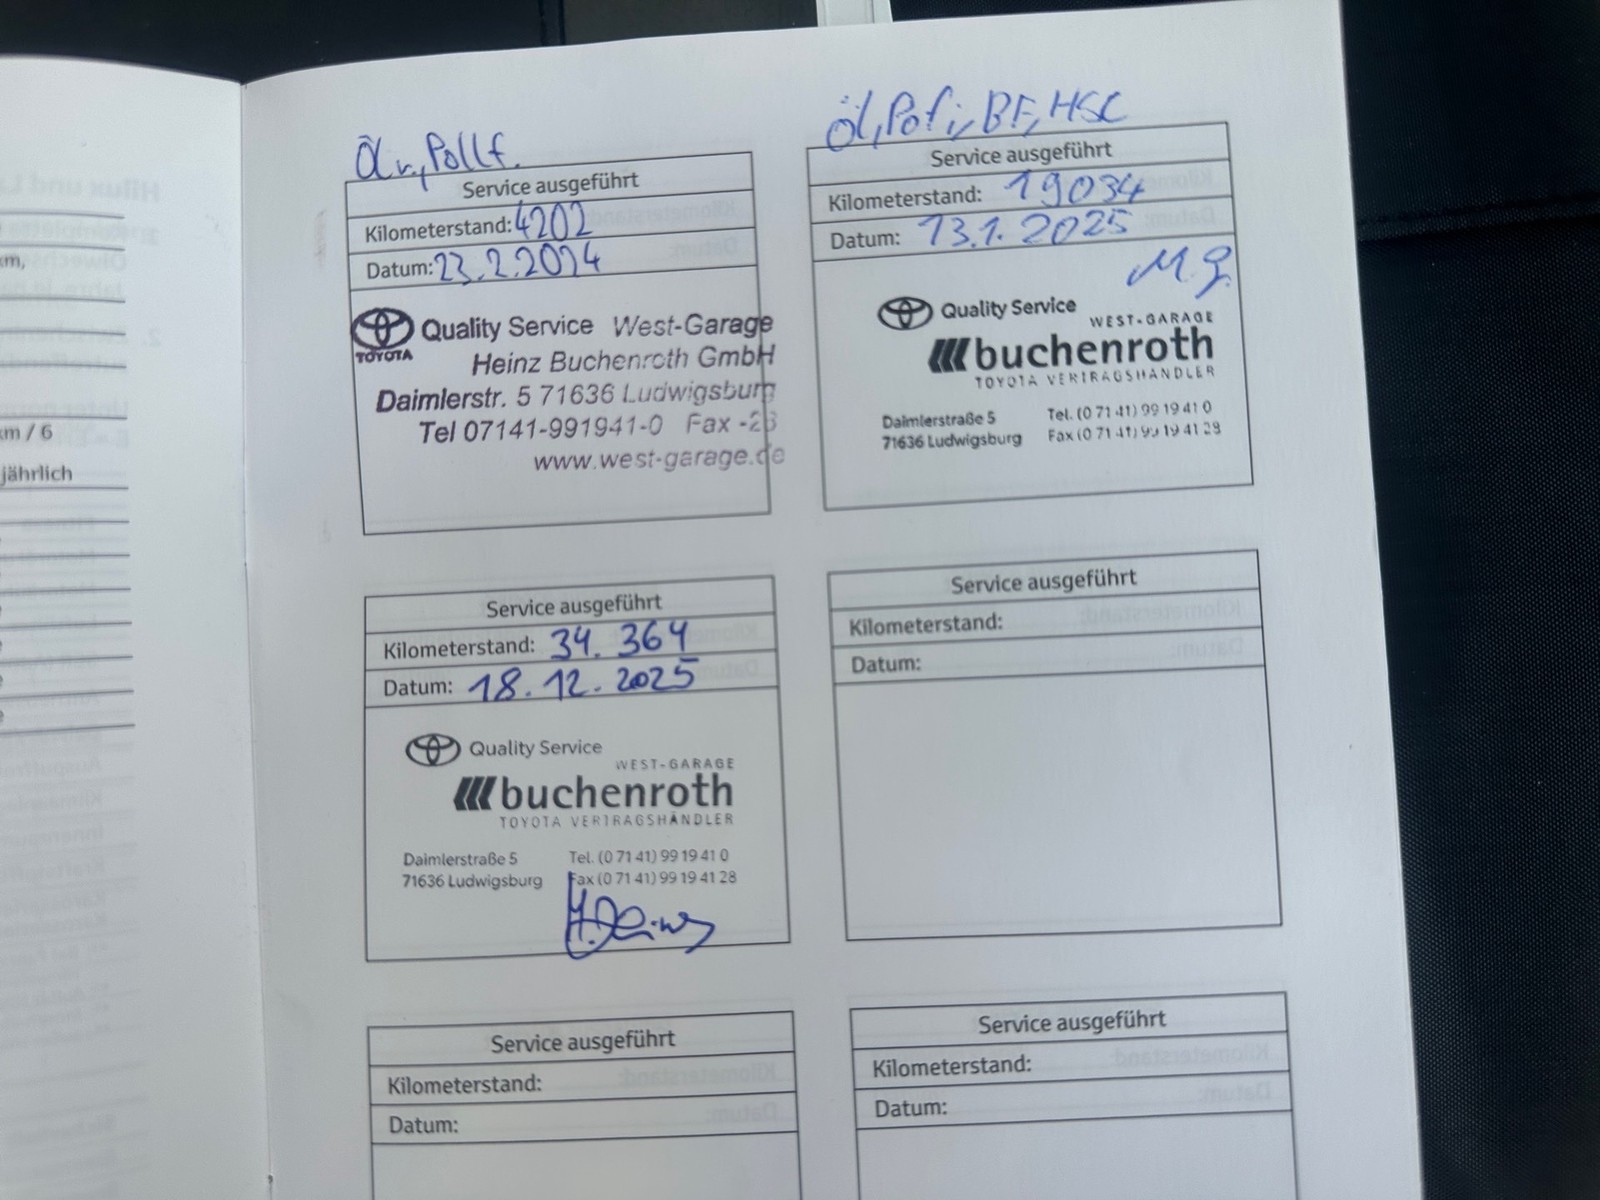 km,
km / 6
jährlich
Pollf.
Service ausgeführt
Kilometerstand: 4202
Datum: 23.2.2024
TOYOTA
Quality Service West-Garage
Heinz Buchenroth GmbH
Daimlerstr. 5 71636 Ludwigsburg
Tel 07141-991941-0 Fax -28
www.west-garage.de
Öl, Pofi, BF, HSC
Service ausgeführt
Kilometerstand: 19034
Datum: 13.1.2025
M.G.
Quality Service
WEST-GARAGE
buchenroth
TOYOTA VERTRAGSHÄNDLER
Daimlerstraße 5 Tel. (0 71 41) 99 19 41 0
71636 Ludwigsburg Fax (0 71 41) 99 19 41 28
Service ausgeführt
Kilometerstand: 34.364
Datum: 18.12.2025
Quality Service
WEST-GARAGE
buchenroth
TOYOTA VERTRAGSHÄNDLER
Daimlerstraße 5 Tel. (0 71 41) 99 19 41 0
71636 Ludwigsburg Fax (0 71 41) 99 19 41 28
Service ausgeführt
Kilometerstand:
Datum:
Service ausgeführt
Kilometerstand:
Datum:
Service ausgeführt
Kilometerstand:
Datum: